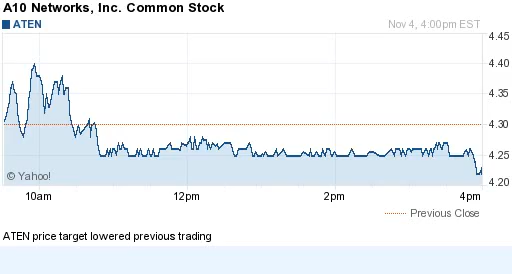 A10 Networks, Inc. Common Stock
ATEN
Nov 4, 4:00pm EST
4.45
4.40
4.35
4.30
4.25
4.20
© Yahoo!
10am
12pm
2pm
4pm
Previous Close
ATEN price target lowered previous trading